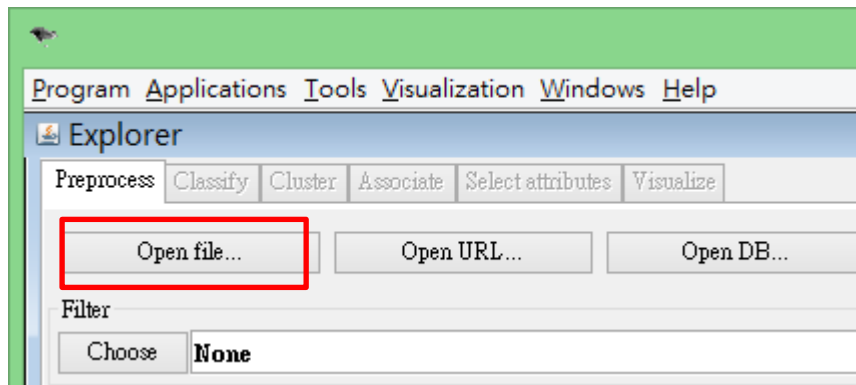 Program Applications Tools Visualization Windows Help
Explorer
Preprocess Classify Cluster Associate Select attributes Visualize
Open file... Open URL... Open DB...
Filter
Choose None